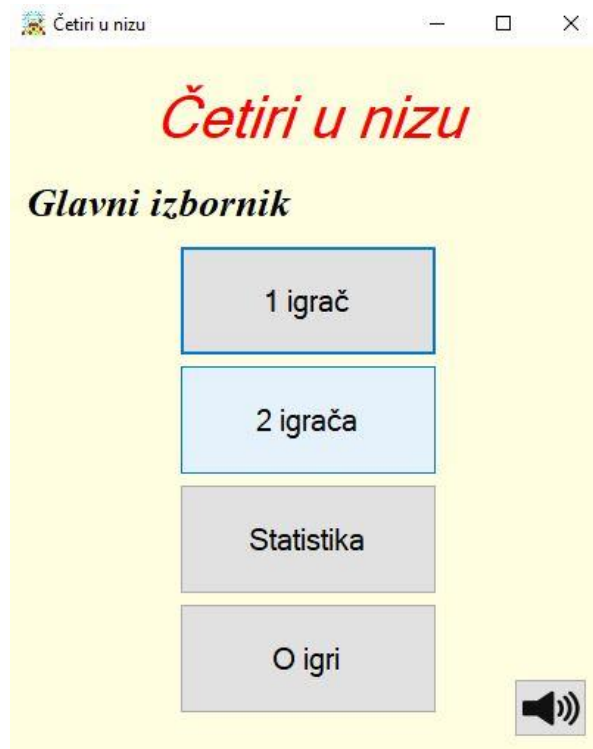 Četiri u nizu
Četiri u nizu
Glavni izbornik
1 igrač
2 igrača
Statistika
O igri